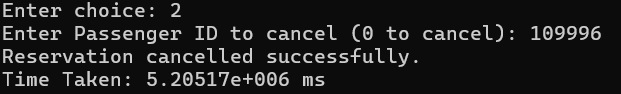 Enter choice: 2
Enter Passenger ID to cancel (0 to cancel): 109996
Reservation cancelled successfully.
Time Taken: 5.20517e+006 ms